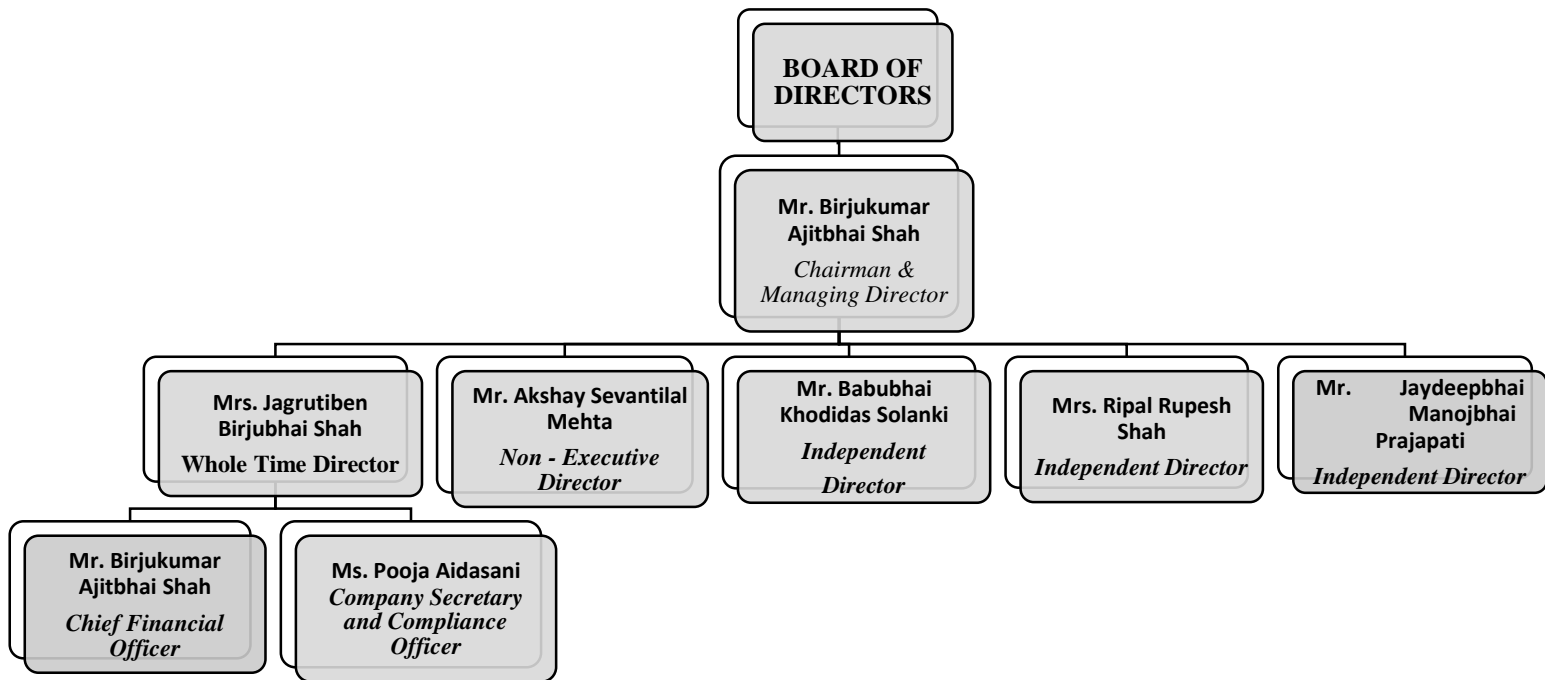 BOARD OF
DIRECTORS
Mr. Birjukumar
Ajitbhai Shah
Chairman &
Managing Director
Mrs. Jagrutiben
Birjubhai Shah
Whole Time Director
Mr. Akshay Sevantilal
Mehta
Non - Executive
Director
Mr. Babubhai
Khodidas Solanki
Independent
Director
Mrs. Ripal Rupesh
Shah
Independent Director
Mr. Jaydeepbhai
Manojbhai
Prajapati
Independent Director
Mr. Birjukumar
Ajitbhai Shah
Chief Financial
Officer
Ms. Pooja Aidasani
Company Secretary
and Compliance
Officer